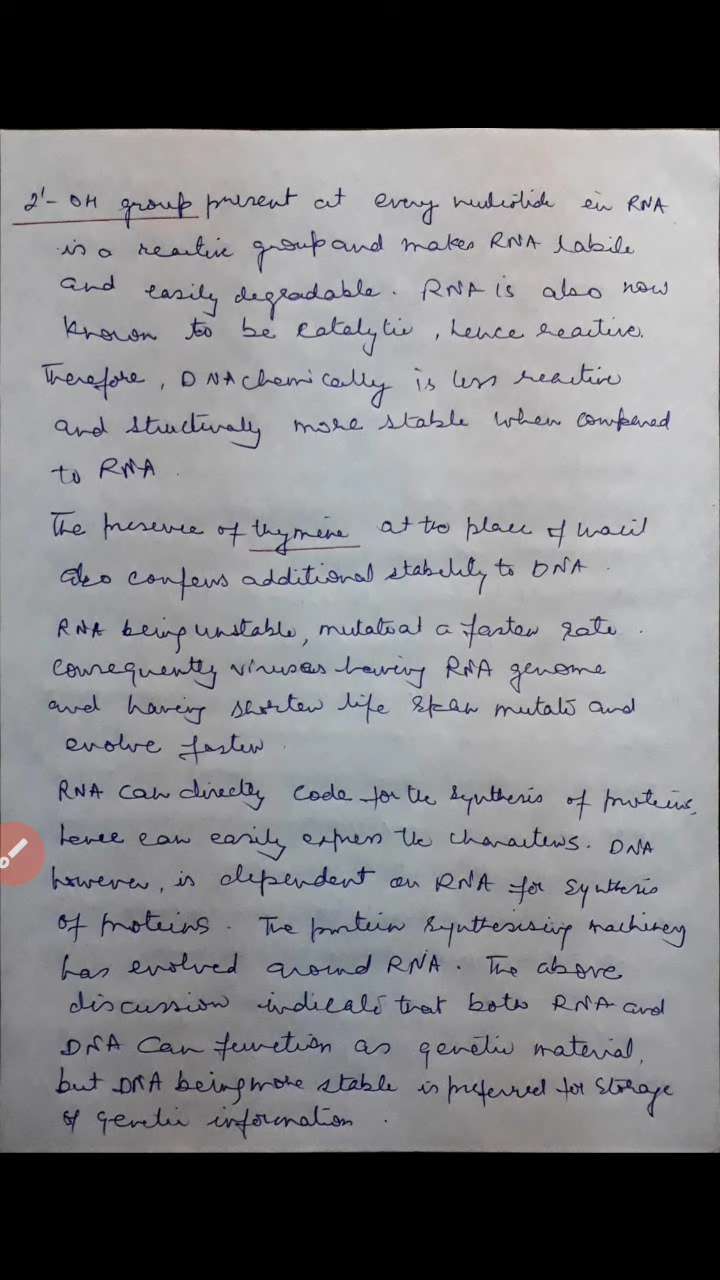 2'- OH group present at every nucleotide in RNA
is a reactive group and makes RNA labile
and easily degradable. RNA is also now
known to be catalytic, hence reactive.
Therefore, DNA chemically is less reactive
and structurally more stable when compared
to RNA.
The presence of thymine at the place of uracil
also confers additional stability to DNA.
RNA being unstable, mutate at a faster rate.
Consequently viruses having RNA genome
and having shorter life span mutate and
evolve faster.
RNA can directly code for the synthesis of proteins,
hence can easily express the characters. DNA
however, is dependent on RNA for synthesis
of proteins. The protein synthesising machinery
has evolved around RNA. The above
discussion indicate that both RNA and
DNA can function as genetic material,
but DNA being more stable is preferred for storage
of genetic information.